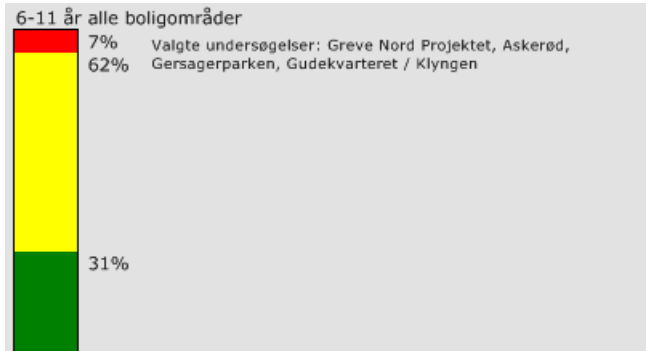 6-11 år alle boligområder
7%
Valgte undersøgelser: Greve Nord Projektet, Askerød,
62%
Gersagerparken, Gudekvarteret / Klyngen
31%